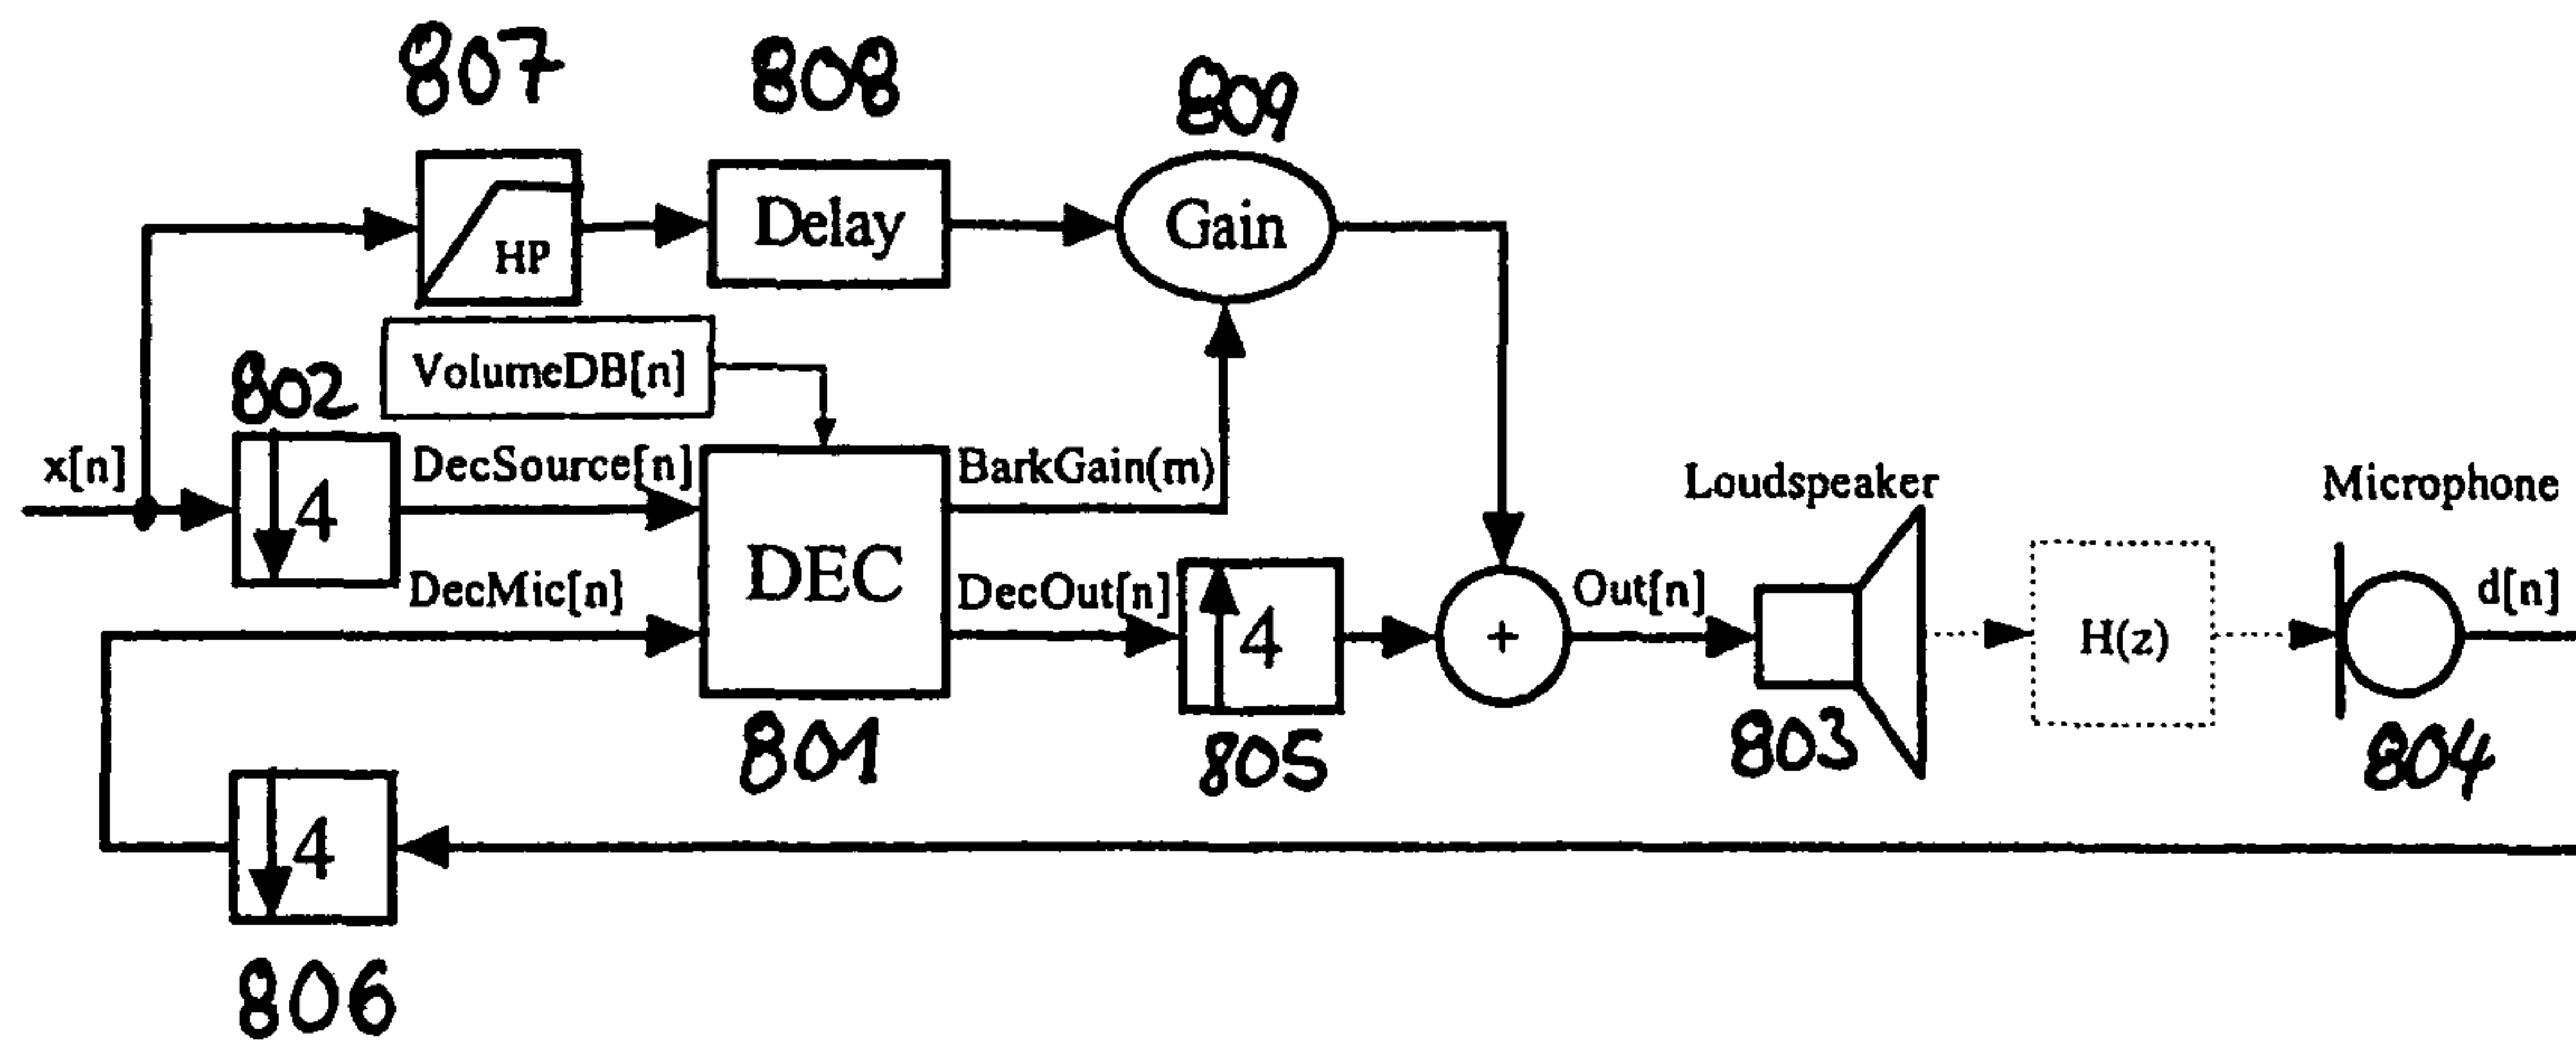 807 808 809
HP Delay Gain
VolumeDB[n]
802
x[n] 4 DecSource[n] BarkGain(m) Loudspeaker Microphone
DecMic[n] DEC DecOut[n] 4 + Out[n] H(z) d[n]
801 805 803 804
4
806